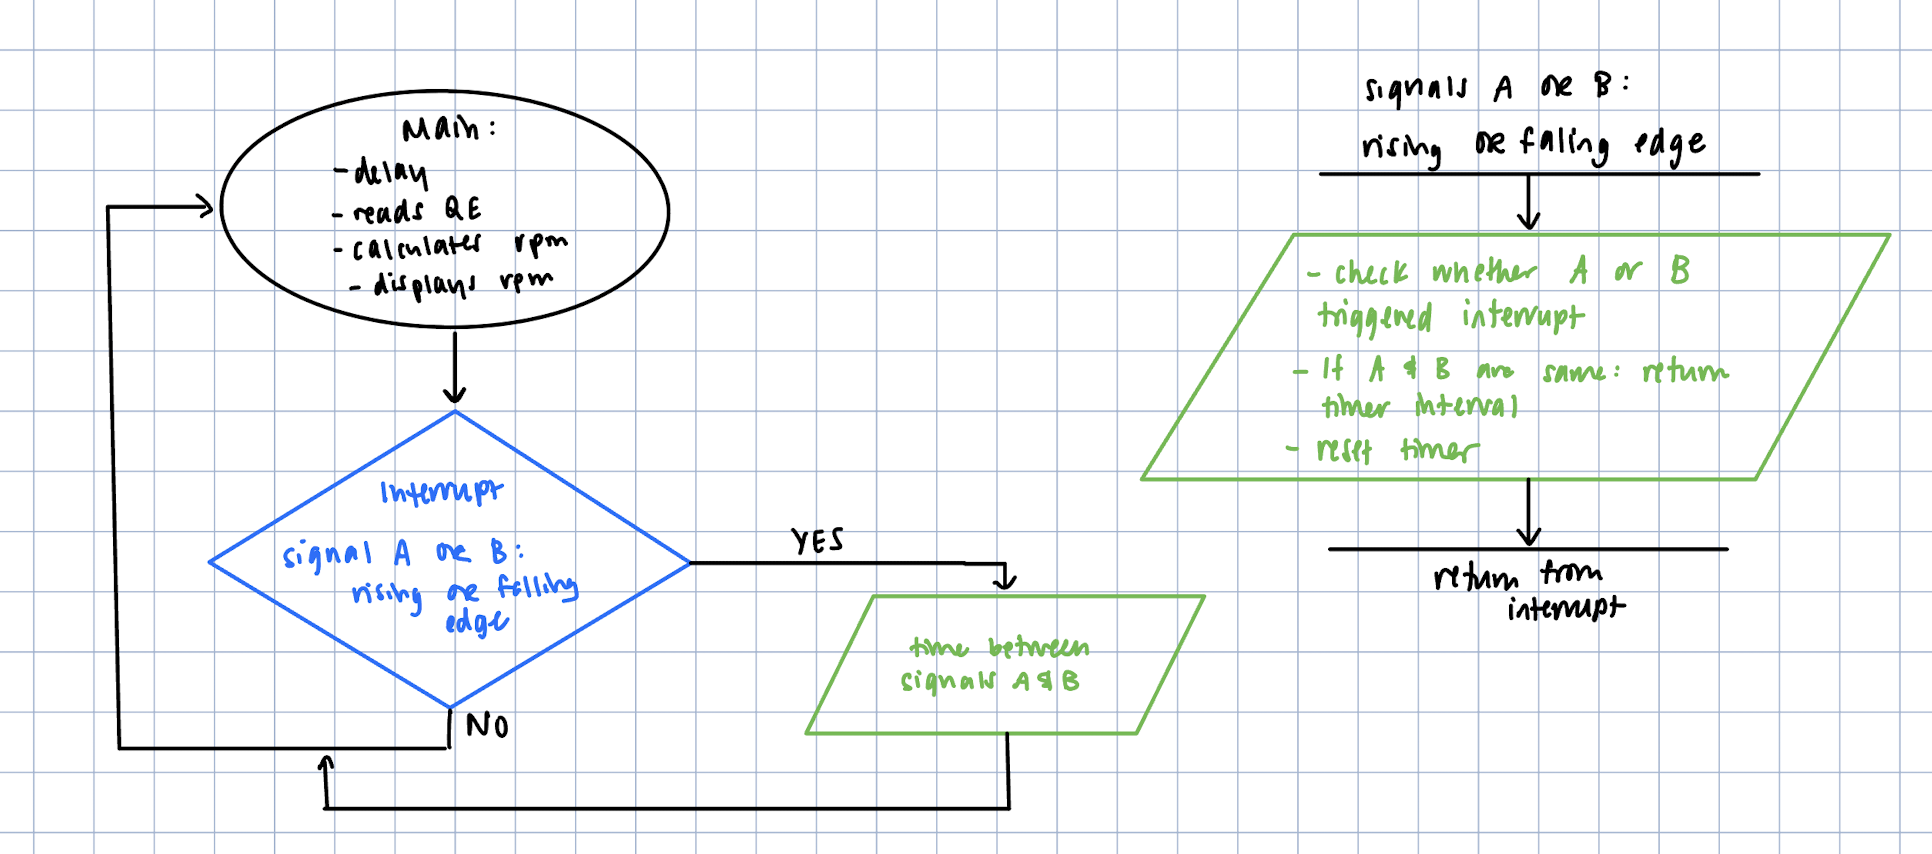 Main:
- delay
- reads QE
- calculates rpm
- displays rpm
Interrupt
signal A or B:
rising or falling
edge
YES
NO
time between
signals A & B
signals A or B:
rising or falling edge
- check whether A or B
triggered interrupt
- If A & B are same: return
timer interval
- reset timer
return from
interrupt